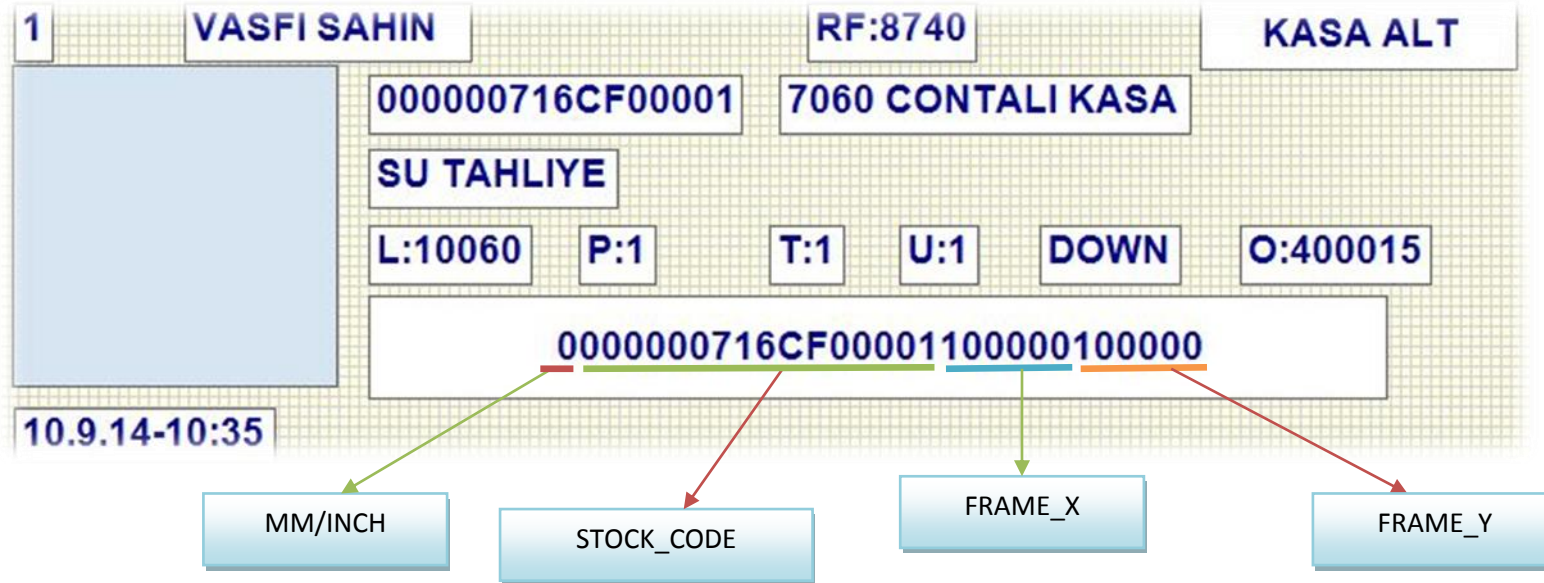 1 VASFI SAHIN RF:8740 KASA ALT
000000716CF00001 7060 CONTALI KASA
SU TAHLIYE
L:10060 P:1 T:1 U:1 DOWN O:400015
0000000716CF00001100000100000
10.9.14-10:35
MM/INCH STOCK_CODE FRAME_X FRAME_Y